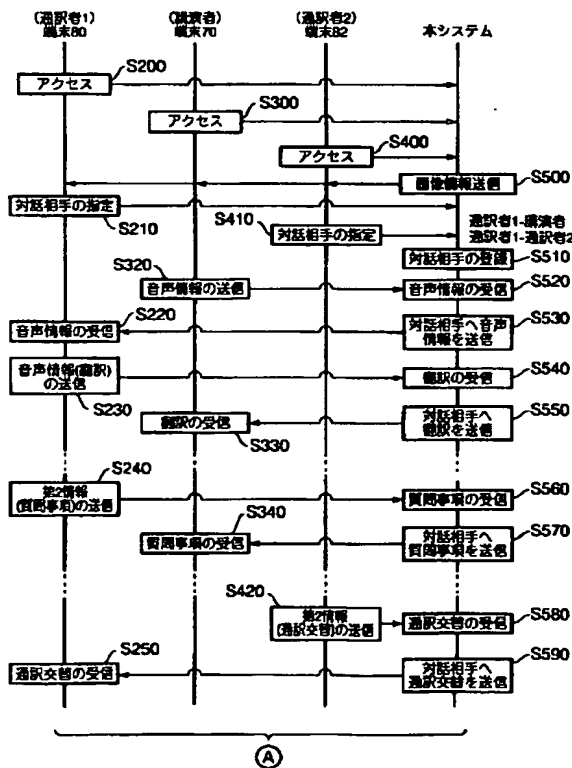 (通訳者1)
端末80
(講演者)
端末70
(通訳者2)
端末82
本システム
アクセス
S200
アクセス
S300
アクセス
S400
画像情報送信
S500
対話相手の指定
S210
対話相手の指定
S410
通訳者1-講演者
通訳者1-通訳者2
対話相手の登録
S510
音声情報の送信
S320
音声情報の受信
S520
音声情報の受信
S220
対話相手へ音声
情報を送信
S530
音声情報(翻訳)
の送信
S230
翻訳の受信
S540
翻訳の受信
S330
対話相手へ
翻訳を送信
S550
第2情報
(質問事項)の送信
S240
質問事項の受信
S560
質問事項の受信
S340
対話相手へ
質問事項を送信
S570
第2情報
(通訳交替)の送信
S420
通訳交替の受信
S580
通訳交替の受信
S250
対話相手へ
通訳交替を送信
S590
A